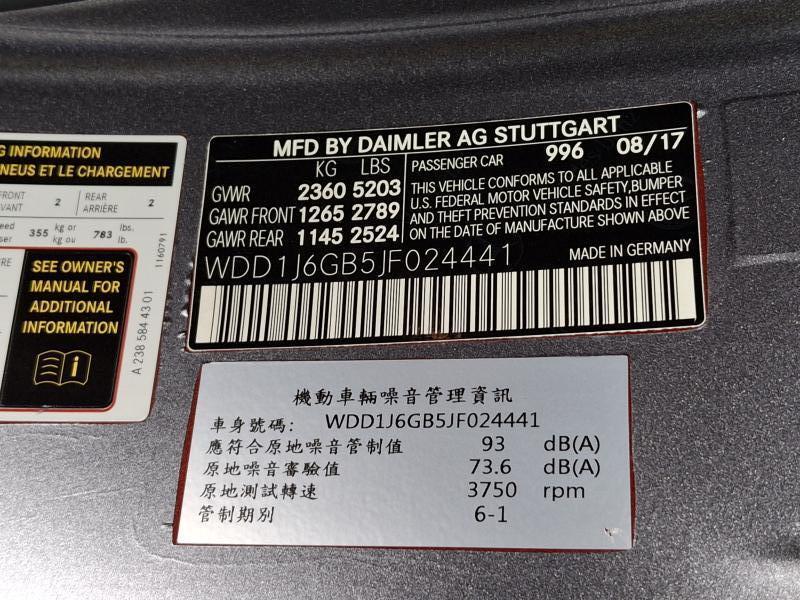 G INFORMATION
NEUS ET LE CHARGEMENT
FRONT
VANT
2
REAR
ARRIÈRE
2
355
kg or
kg ou
783
lbs.
lb.
SEE OWNER'S
MANUAL FOR
ADDITIONAL
INFORMATION
1160791
A 238 584 43 01
MFD BY DAIMLER AG STUTTGART
KG LBS
GVWR 2360 5203
GAWR FRONT 1265 2789
GAWR REAR 1145 2524
PASSENGER CAR 996 08/17
THIS VEHICLE CONFORMS TO ALL APPLICABLE
U.S. FEDERAL MOTOR VEHICLE SAFETY,BUMPER
AND THEFT PREVENTION STANDARDS IN EFFECT
ON THE DATE OF MANUFACTURE SHOWN ABOVE
WDD1J6GB5JF024441
MADE IN GERMANY
機動車輛噪音管理資訊
車身號碼: WDD1J6GB5JF024441
應符合原地噪音管制值 93 dB(A)
原地噪音審驗值 73.6 dB(A)
原地測試轉速 3750 rpm
管制期別 6-1